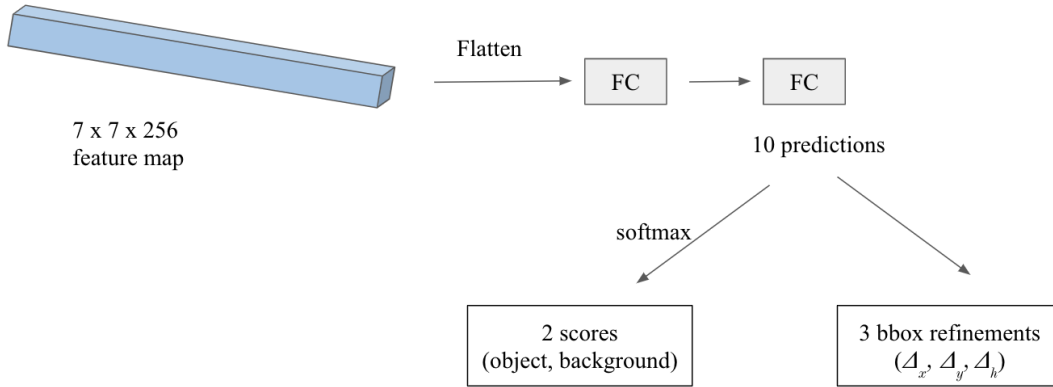 Flatten
FC
FC
7 x 7 x 256
feature map
10 predictions
softmax
2 scores
(object, background)
3 bbox refinements
(Δx, Δy, Δh)